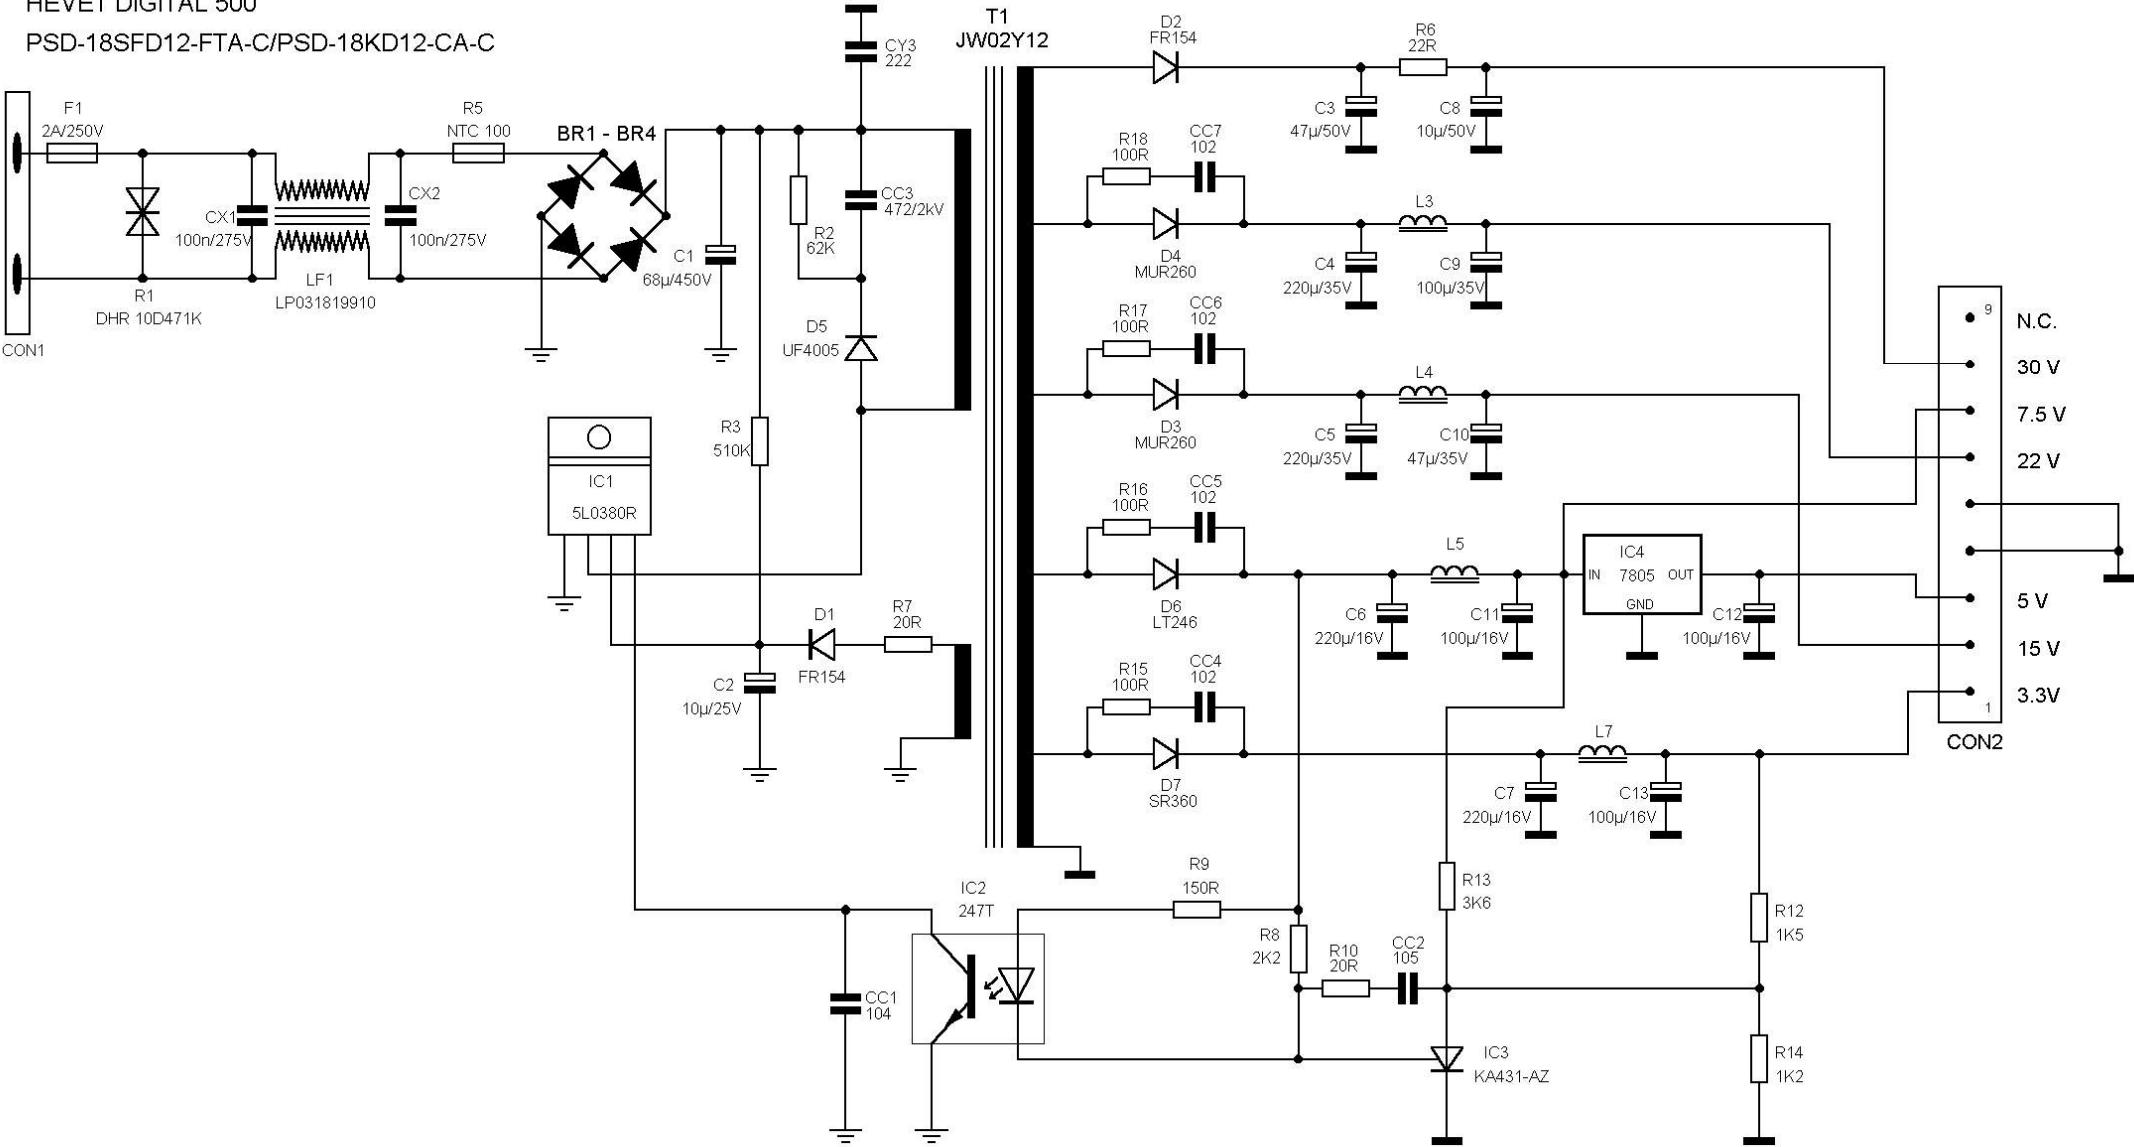 HEVET DIGITAL 500
PSD-18SFD12-FTA-C/PSD-18KD12-CA-C
F1
2A/250V
R5
NTC 100
BR1 - BR4
CX1
100n/275V
CX2
100n/275V
R1
DHR 10D471K
LF1
LP031819910
CON1
C1
68µ/450V
CY3
222
R2
62K
CC3
472/2kV
D5
UF4005
R3
510K
IC1
5L0380R
D1
FR154
R7
20R
C2
10µ/25V
T1
JW02Y12
D2
FR154
R6
22R
C3
47µ/50V
C8
10µ/50V
R18
100R
CC7
102
D4
MUR260
L3
C4
220µ/35V
C9
100µ/35V
R17
100R
CC6
102
D3
MUR260
L4
C5
220µ/35V
C10
47µ/35V
R16
100R
CC5
102
D6
LT246
L5
C6
220µ/16V
C11
100µ/16V
IC4
IN 7805 OUT
GND
C12
100µ/16V
R15
100R
CC4
102
D7
SR360
L7
C7
220µ/16V
C13
100µ/16V
9
N.C.
30 V
7.5 V
22 V
5 V
15 V
3.3V
1
CON2
IC2
247T
CC1
104
R9
150R
R8
2K2
R10
20R
CC2
105
R13
3K6
R12
1K5
IC3
KA431-AZ
R14
1K2